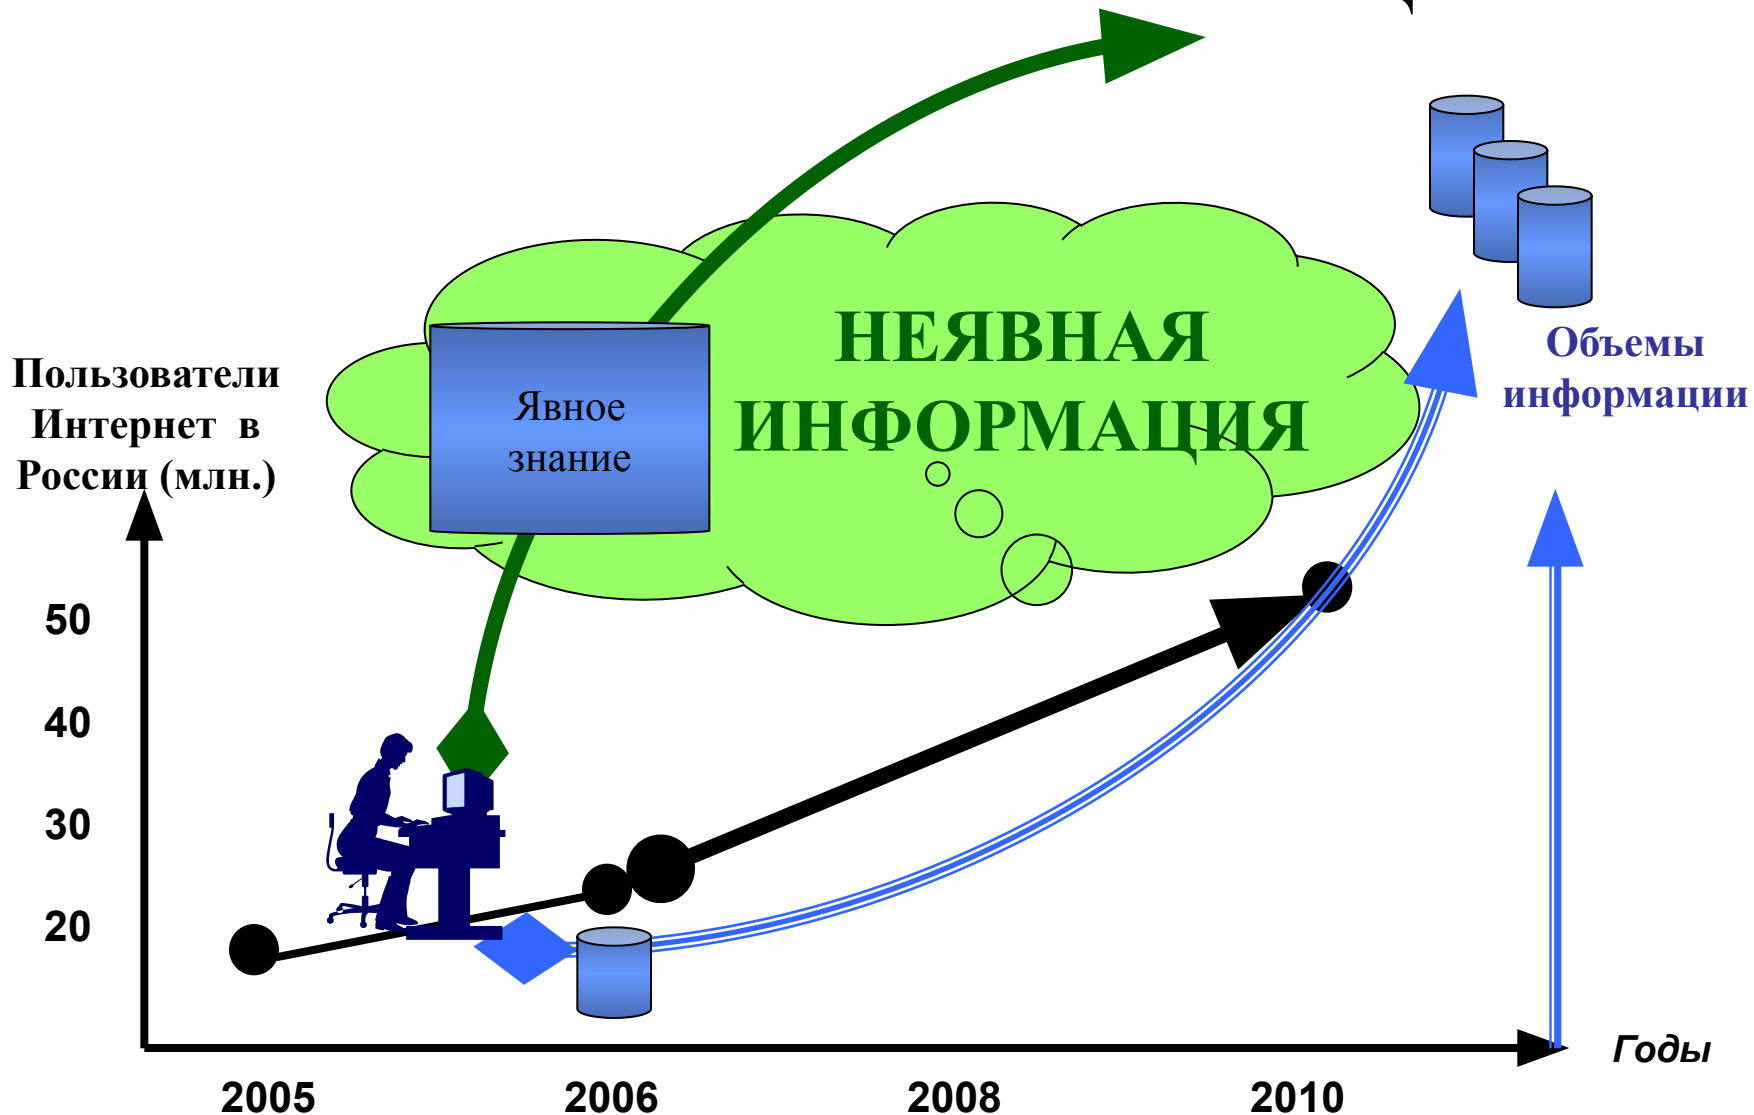 НЕЯВНАЯ
ИНФОРМАЦИЯ
Явное
знание
Объемы
информации
Пользователи
Интернет в
России (млн.)
50
40
30
20
Годы
2005
2006
2008
2010